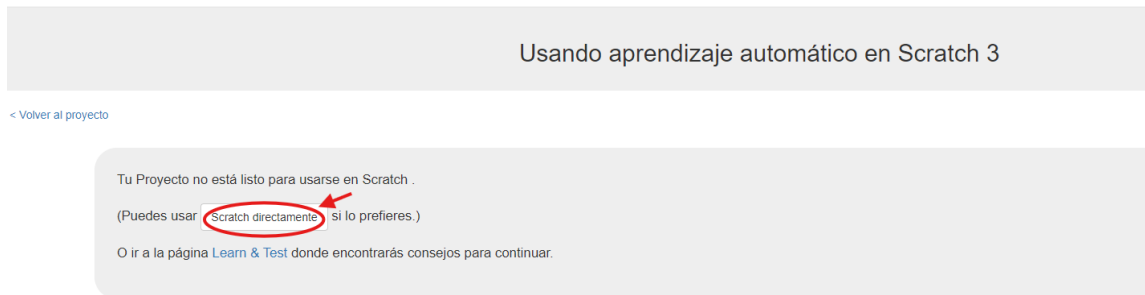 Usando aprendizaje automático en Scratch 3
< Volver al proyecto
Tu Proyecto no está listo para usarse en Scratch .
(Puedes usar Scratch directamente si lo prefieres.)
O ir a la página Learn & Test donde encontrarás consejos para continuar.